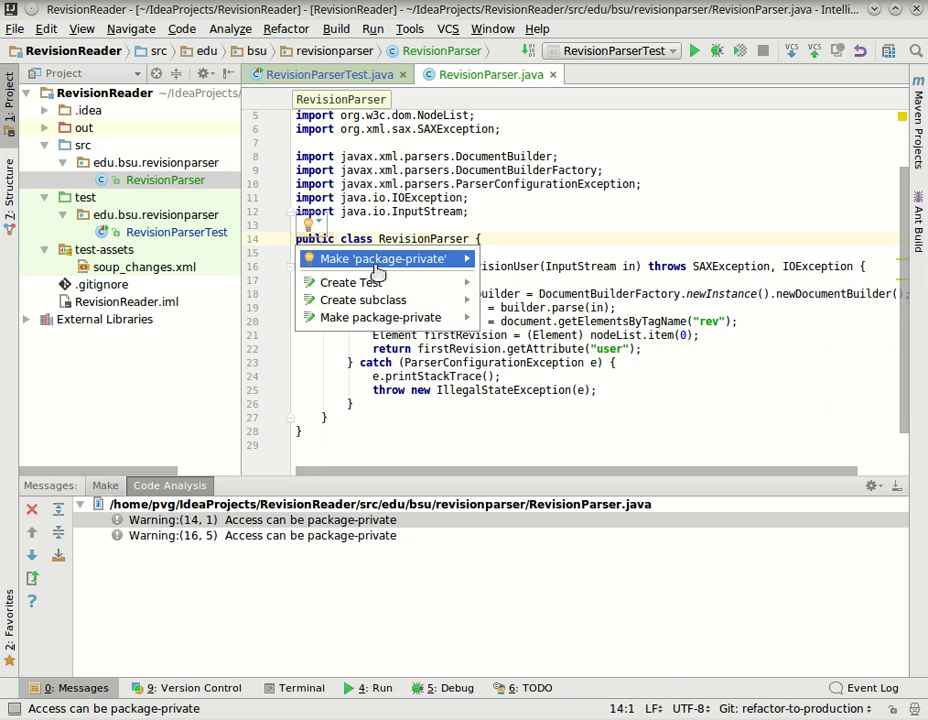 RevisionReader - [~/IdeaProjects/RevisionReader] - [RevisionReader] - ~/IdeaProjects/RevisionReader/src/edu/bsu/revisionparser/RevisionParser.java - Intelli...
File Edit View Navigate Code Analyze Refactor Build Run Tools VCS Window Help
RevisionReader src edu bsu revisionparser RevisionParser RevisionParserTest VCS VCS
Project RevisionParserTest.java RevisionParser.java
RevisionReader ~/IdeaProjects/
.idea
out
src
edu.bsu.revisionparser
RevisionParser
test
edu.bsu.revisionparser
RevisionParserTest
test-assets
soup_changes.xml
.gitignore
RevisionReader.iml
External Libraries
1: Project
7: Structure
2: Favorites
RevisionParser
5 import org.w3c.dom.NodeList;
6 import org.xml.sax.SAXException;
7
8 import javax.xml.parsers.DocumentBuilder;
9 import javax.xml.parsers.DocumentBuilderFactory;
10 import javax.xml.parsers.ParserConfigurationException;
11 import java.io.IOException;
12 import java.io.InputStream;
13
14 public class RevisionParser {
15
16 visionUser(InputStream in) throws SAXException, IOException {
18 builder = DocumentBuilderFactory.newInstance().newDocumentBuilder();
19 = builder.parse(in);
20 = document.getElementsByTagName("rev");
21 Element firstRevision = (Element) nodeList.item(0);
22 return firstRevision.getAttribute("user");
23 } catch (ParserConfigurationException e) {
24 e.printStackTrace();
25 throw new IllegalStateException(e);
26 }
27 }
28 }
29
Make 'package-private'
Create Test
Create subclass
Make package-private
Maven Projects
Ant Build
Messages: Make Code Analysis
/home/pvg/IdeaProjects/RevisionReader/src/edu/bsu/revisionparser/RevisionParser.java
Warning:(14, 1) Access can be package-private
Warning:(16, 5) Access can be package-private
0: Messages 9: Version Control Terminal 4: Run 5: Debug 6: TODO Event Log
Access can be package-private 14:1 LF÷ UTF-8÷ Git: refactor-to-production÷